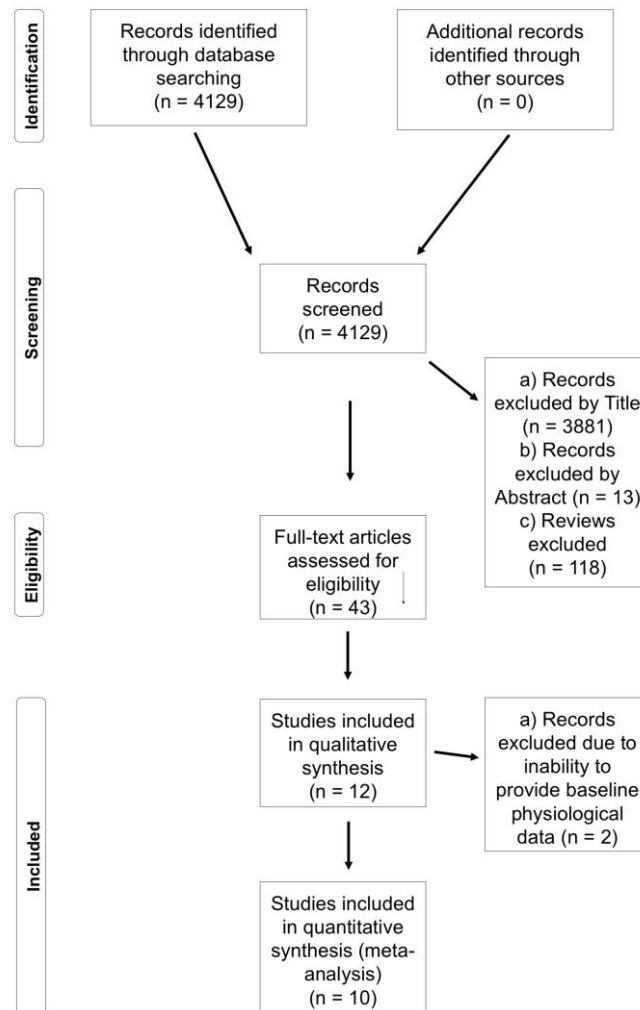 Identification
Records identified
through database
searching
(n = 4129)
Additional records
identified through
other sources
(n = 0)
Screening
Records
screened
(n = 4129)
a) Records
excluded by Title
(n = 3881)
b) Records
excluded by
Abstract (n = 13)
c) Reviews
excluded
(n = 118)
Eligibility
Full-text articles
assessed for
eligibility
(n = 43)
Included
Studies included
in qualitative
synthesis
(n = 12)
a) Records
excluded due to
inability to
provide baseline
physiological
data (n = 2)
Studies included
in quantitative
synthesis (meta-
analysis)
(n = 10)